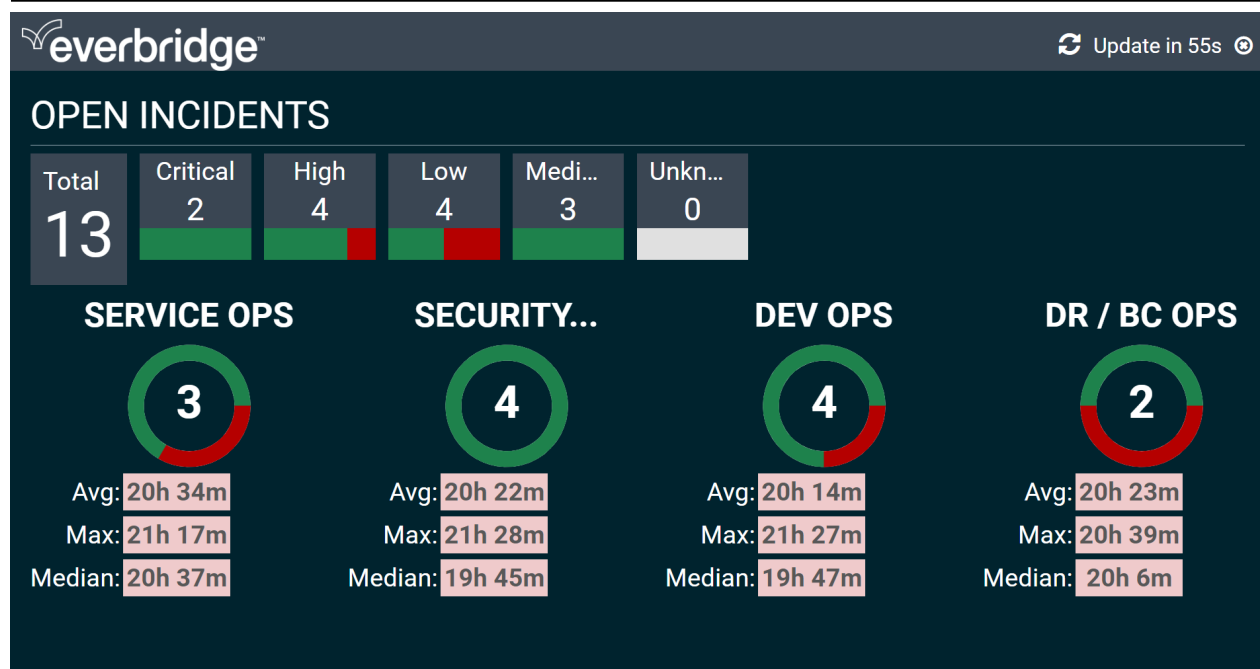 everbridge™
Update in 55s
OPEN INCIDENTS
Total
13
Critical
2
High
4
Low
4
Medi...
3
Unkn...
0
SERVICE OPS
3
Avg: 20h 34m
Max: 21h 17m
Median: 20h 37m
SECURITY...
4
Avg: 20h 22m
Max: 21h 28m
Median: 19h 45m
DEV OPS
4
Avg: 20h 14m
Max: 21h 27m
Median: 19h 47m
DR / BC OPS
2
Avg: 20h 23m
Max: 20h 39m
Median: 20h 6m